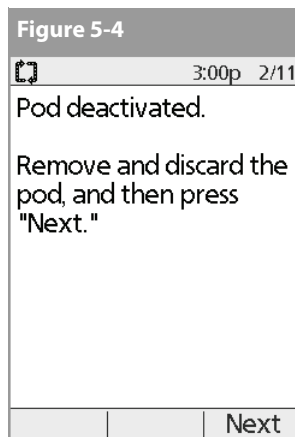 Figure 5-4
3:00p 2/11
Pod deactivated.
Remove and discard the
pod, and then press
"Next."
Next